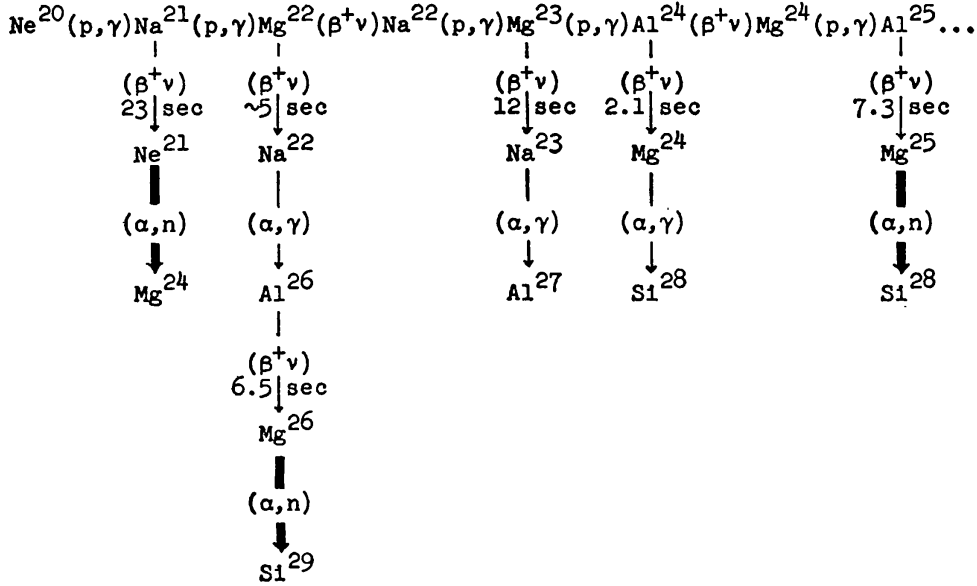 Ne²⁰(p,γ)Na²¹(p,γ)Mg²²(β⁺ν)Na²²(p,γ)Mg²³(p,γ)Al²⁴(β⁺ν)Mg²⁴(p,γ)Al²⁵...
(β⁺ν) (β⁺ν) (β⁺ν) (β⁺ν) (β⁺ν)
23 sec ~5 sec 12 sec 2.1 sec 7.3 sec
Ne²¹ Na²² Na²³ Mg²⁴ Mg²⁵
(α,n) (α,γ) (α,γ) (α,γ) (α,n)
Mg²⁴ Al²⁶ Al²⁷ Si²⁸ Si²⁸
(β⁺ν)
6.5 sec
Mg²⁶
(α,n)
Si²⁹